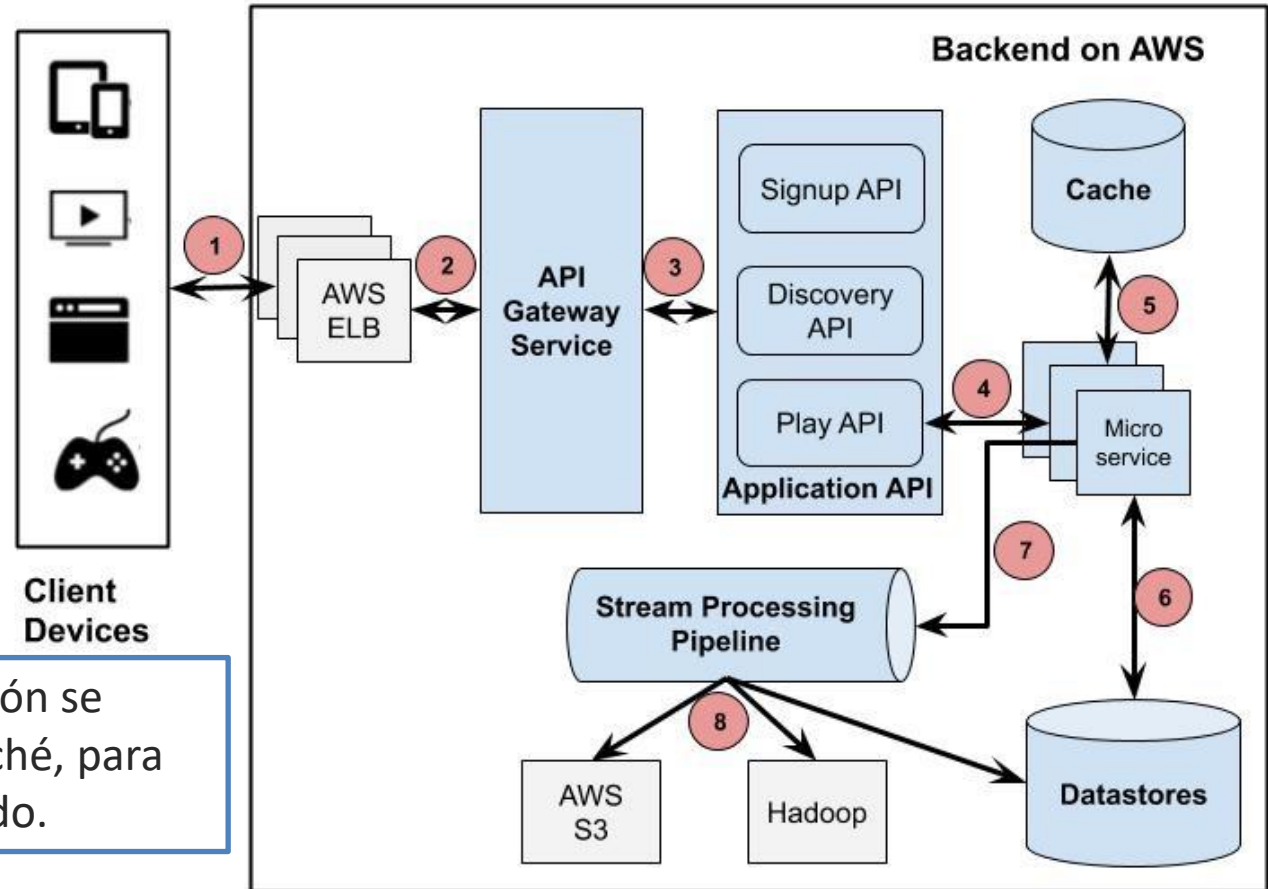 Backend on AWS
Client
Devices
1
AWS
ELB
2
API
Gateway
Service
3
Signup API
Discovery
API
Play API
Application API
4
Micro
service
5
Cache
6
Datastores
7
Stream Processing
Pipeline
8
AWS
S3
Hadoop
ón se
ché, para
do.